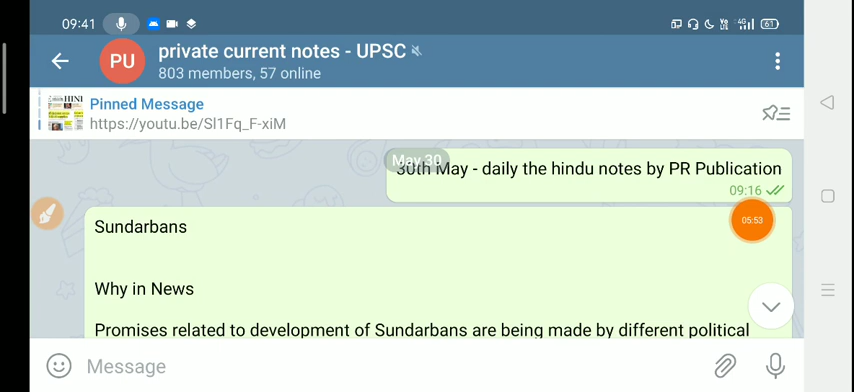 09:41
4G
61
PU
private current notes - UPSC
803 members, 57 online
Pinned Message
https://youtu.be/Sl1Fq_F-xiM
May 30
30th May - daily the hindu notes by PR Publication
09:16
05:53
Sundarbans
Why in News
Promises related to development of Sundarbans are being made by different political
Message